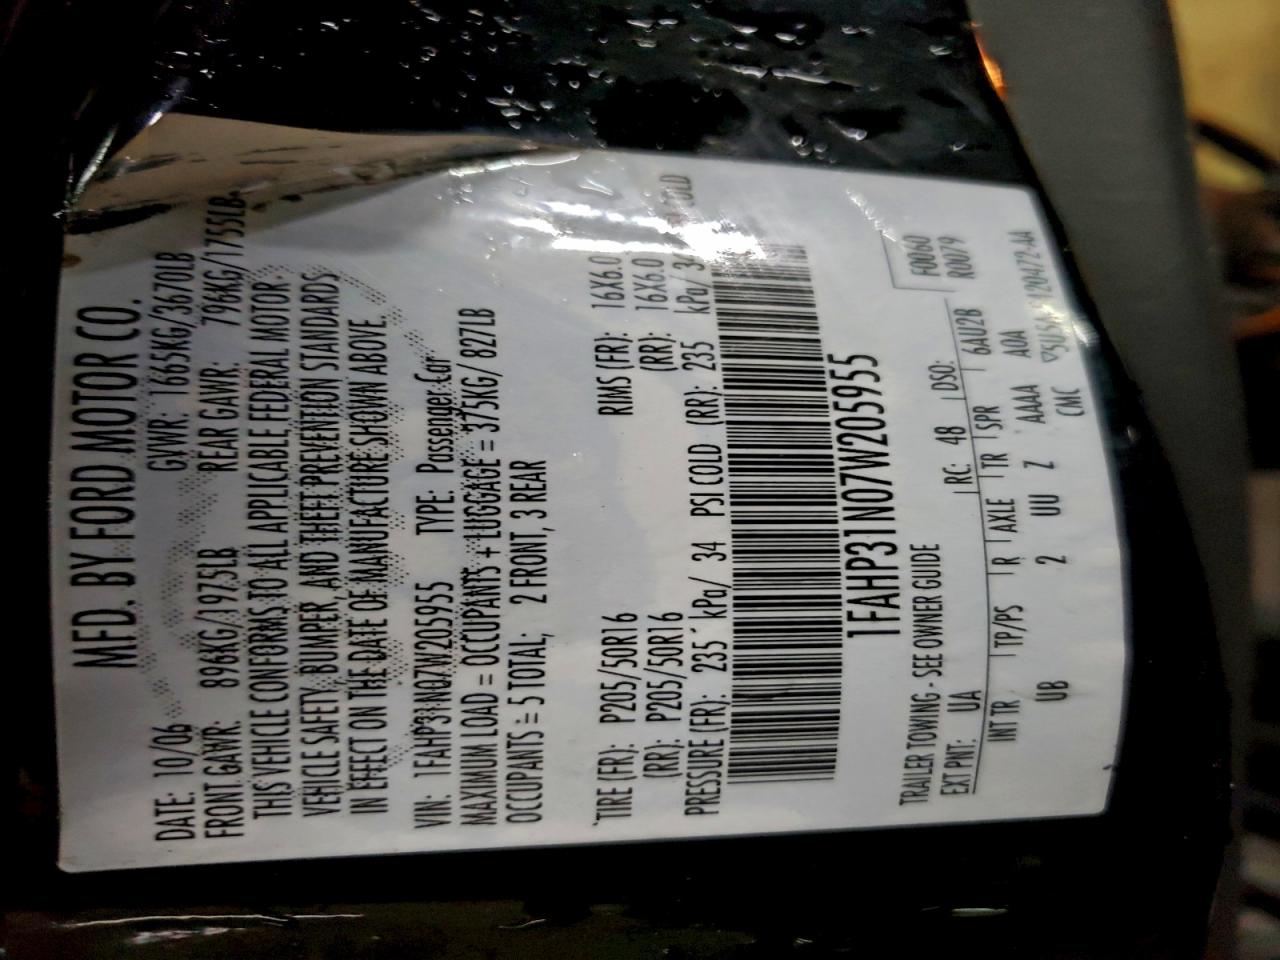 MFD. BY FORD MOTOR CO.
DATE: 10/06 GVWR: 1665KG/3670LB
FRONT GAWR: 896KG/1975LB REAR GAWR: 796KG/1755LB
THIS VEHICLE CONFORMS TO ALL APPLICABLE FEDERAL MOTOR
VEHICLE SAFETY, BUMPER, AND THEFT PREVENTION STANDARDS
IN EFFECT ON THE DATE OF MANUFACTURE SHOWN ABOVE.
VIN: 1FAHP31N07W205955 TYPE: Passenger Car
MAXIMUM LOAD = OCCUPANTS + LUGGAGE = 375KG/ 827LB
OCCUPANTS = 5 TOTAL; 2 FRONT, 3 REAR
TIRE (FR): P205/50R16 RIMS (FR): 16X6.0
(RR): P205/50R16 (RR): 16X6.0
PRESSURE (FR): 235 kPa/ 34 PSI COLD (RR): 235 kPa/
1FAHP31N07W205955
F0060
TRAILER TOWING - SEE OWNER GUIDE R0079
EXT PNT: UA RC: 48 DSO:
INT TR TP/PS R AXLE TR SPR 6AU2B
UB 2 UU Z AAAA A0A
CMC